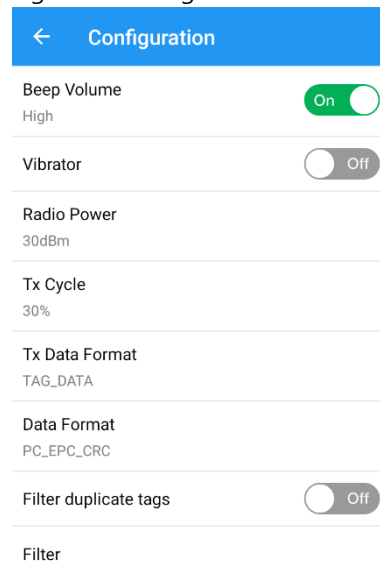 Configuration
Beep Volume
On
High
Vibrator
Off
Radio Power
30dBm
Tx Cycle
30%
Tx Data Format
TAG_DATA
Data Format
PC_EPC_CRC
Filter duplicate tags
Off
Filter